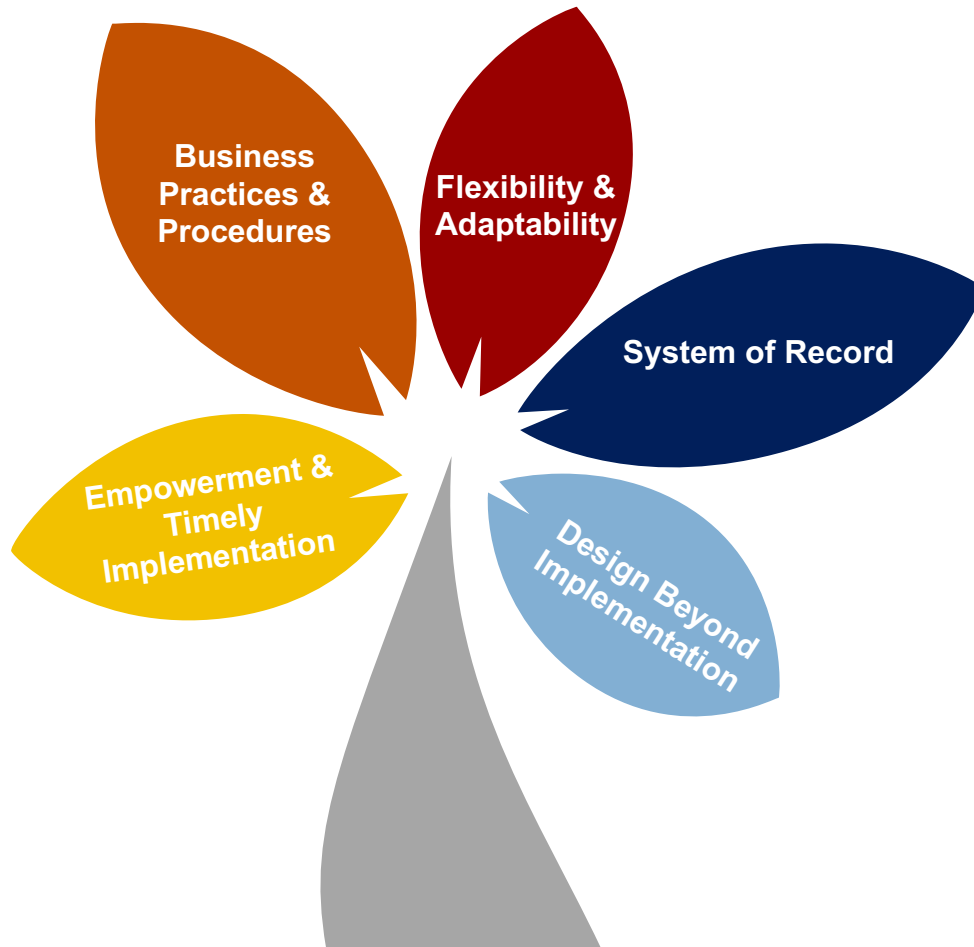 Business
Practices &
Procedures
Flexibility &
Adaptability
System of Record
Empowerment &
Timely
Implementation
Design Beyond
Implementation